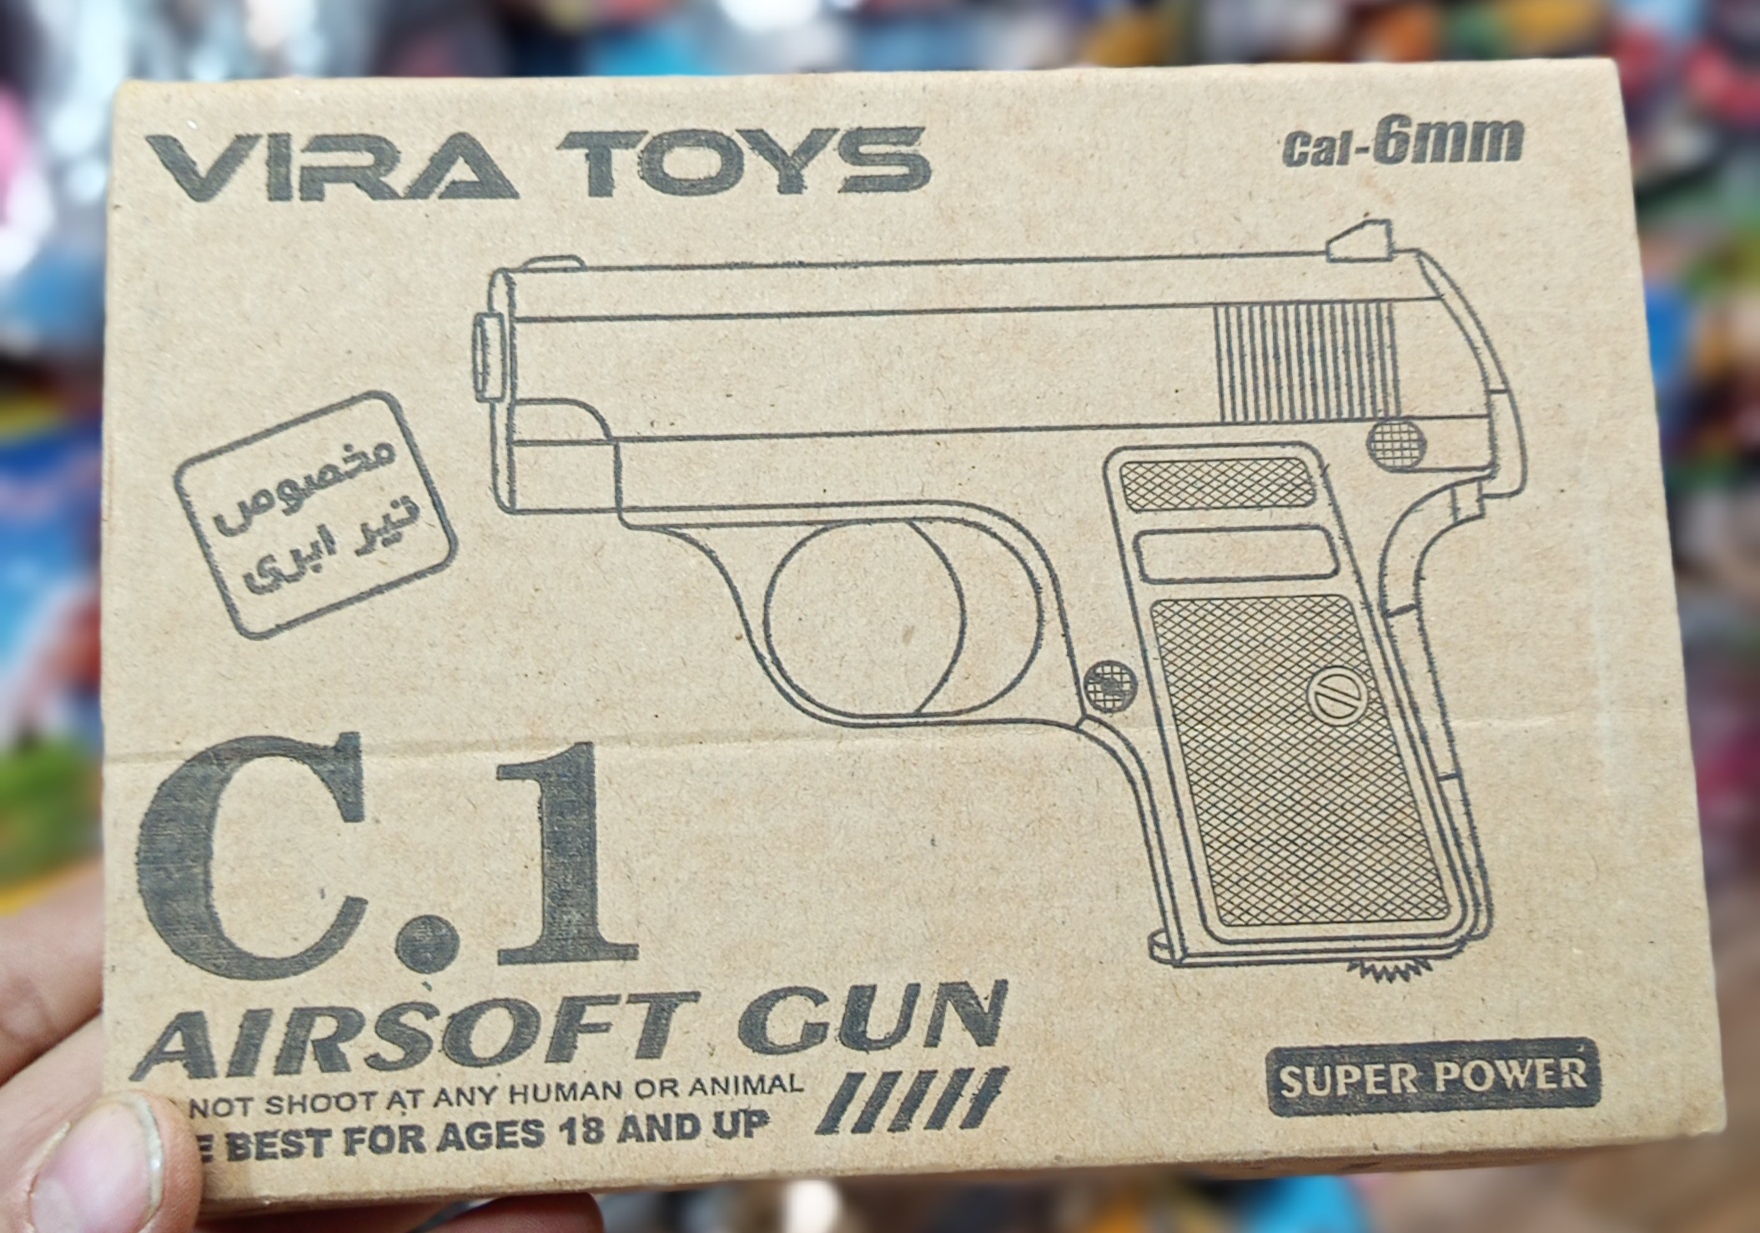 VIRA TOYS
Cal-6mm
مخصوص
تیر ابری
C.1
AIRSOFT GUN
NOT SHOOT AT ANY HUMAN OR ANIMAL
BEST FOR AGES 18 AND UP
SUPER POWER